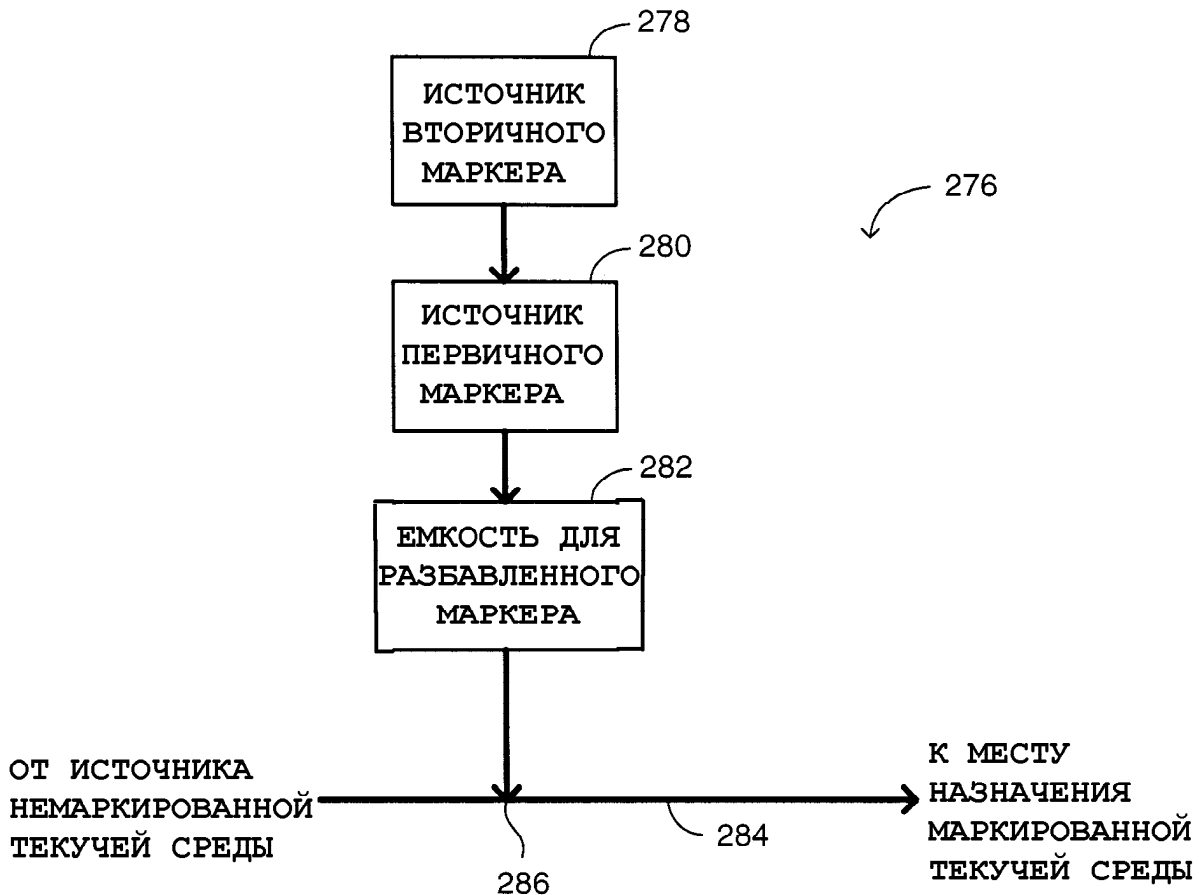 278
ИСТОЧНИК
ВТОРИЧНОГО
МАРКЕРА
276
280
ИСТОЧНИК
ПЕРВИЧНОГО
МАРКЕРА
282
ЕМКОСТЬ ДЛЯ
РАЗБАВЛЕННОГО
МАРКЕРА
ОТ ИСТОЧНИКА
НЕМАРКИРОВАННОЙ
ТЕКУЧЕЙ СРЕДЫ
К МЕСТУ
НАЗНАЧЕНИЯ
МАРКИРОВАННОЙ
ТЕКУЧЕЙ СРЕДЫ
284
286